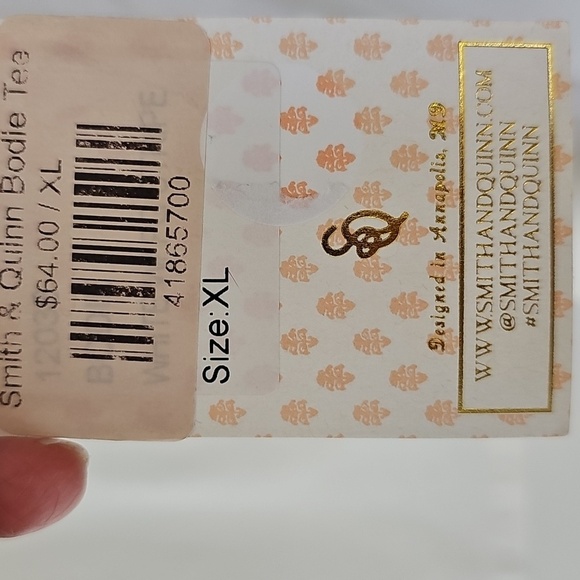 Smith & Quinn Bodie Tee
$64.00 / XL
41865700
Size:XL
Designed in Annapolis, MD
WWW.SMITHANDQUINN.COM
@SMITHANDQUINN
#SMITHANDQUINN